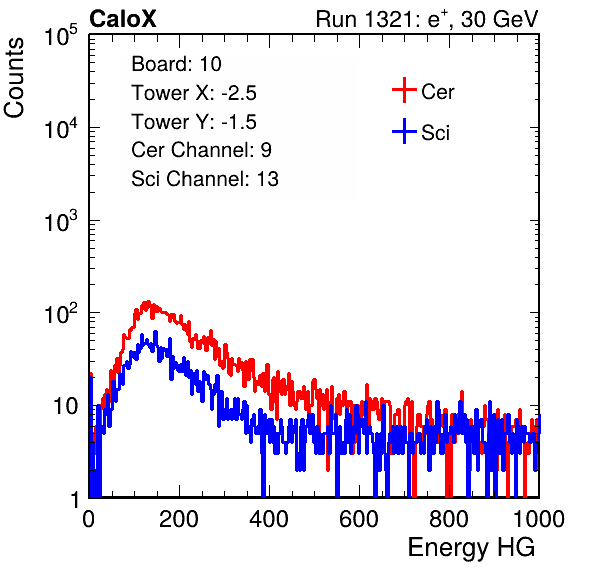 CaloX Run 1321: e⁺, 30 GeV
Counts
Board: 10
Tower X: -2.5
Tower Y: -1.5
Cer Channel: 9
Sci Channel: 13
Cer
Sci
10⁵
10⁴
10³
10²
10
1
0 200 400 600 800 1000
Energy HG